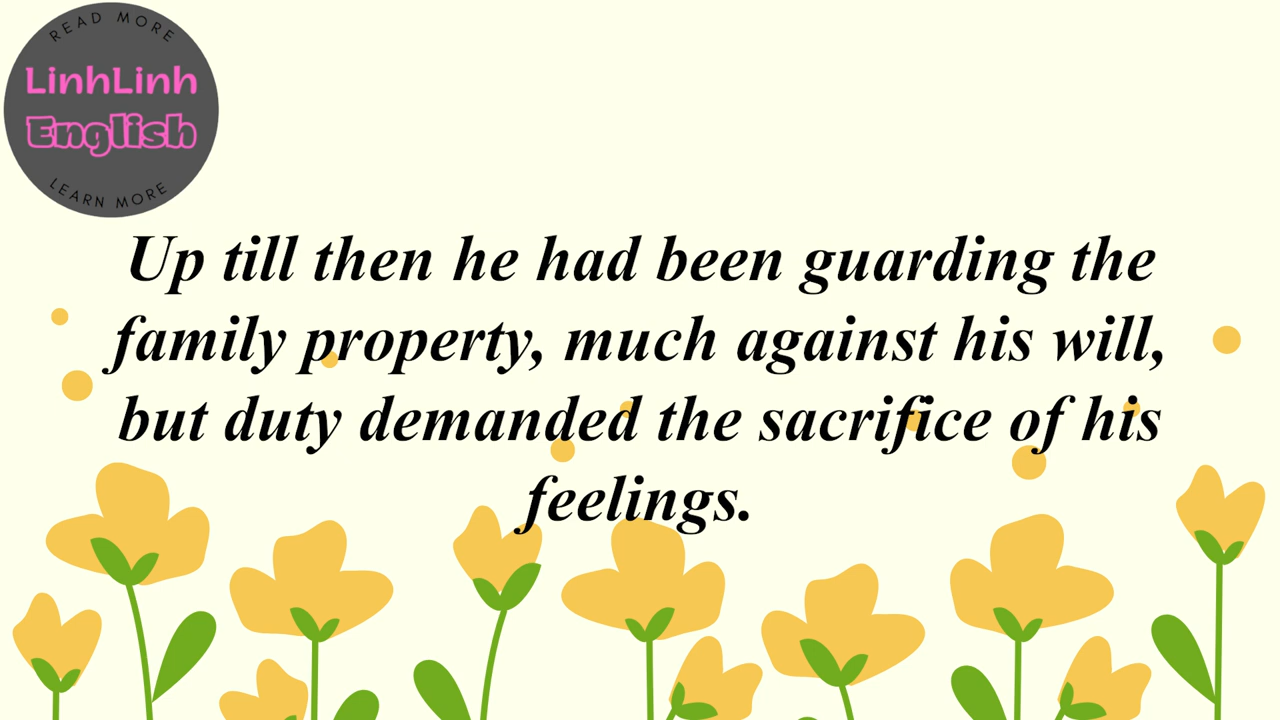 READ MORE
LinhLinh
English
LEARN MORE
Up till then he had been guarding the
family property, much against his will,
but duty demanded the sacrifice of his
feelings.